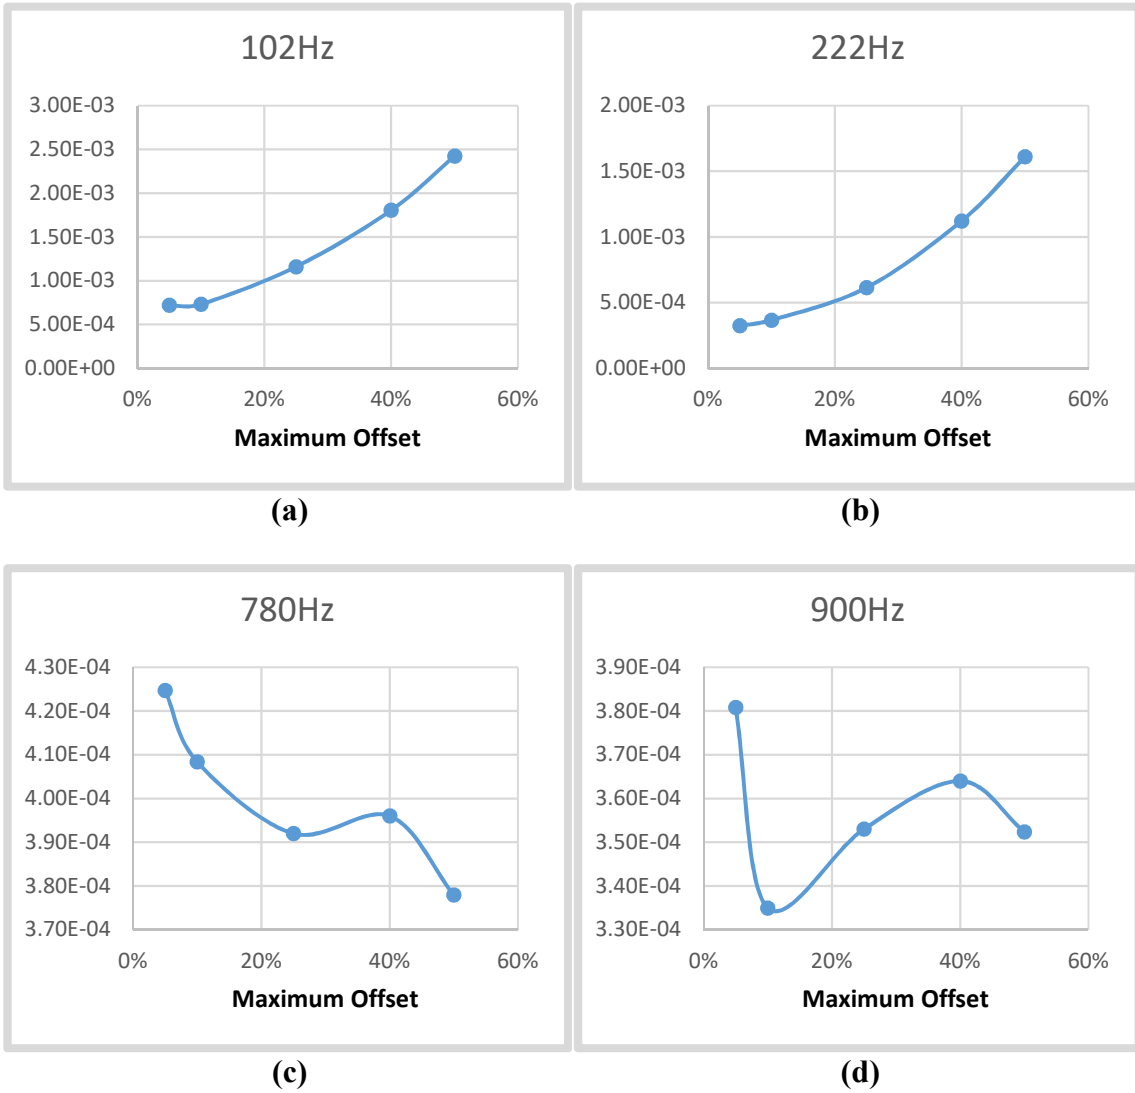 102Hz
3.00E-03
2.50E-03
2.00E-03
1.50E-03
1.00E-03
5.00E-04
0.00E+00
0% 20% 40% 60%
Maximum Offset
(a)
222Hz
2.00E-03
1.50E-03
1.00E-03
5.00E-04
0.00E+00
0% 20% 40% 60%
Maximum Offset
(b)
780Hz
4.30E-04
4.20E-04
4.10E-04
4.00E-04
3.90E-04
3.80E-04
3.70E-04
0% 20% 40% 60%
Maximum Offset
(c)
900Hz
3.90E-04
3.80E-04
3.70E-04
3.60E-04
3.50E-04
3.40E-04
3.30E-04
0% 20% 40% 60%
Maximum Offset
(d)